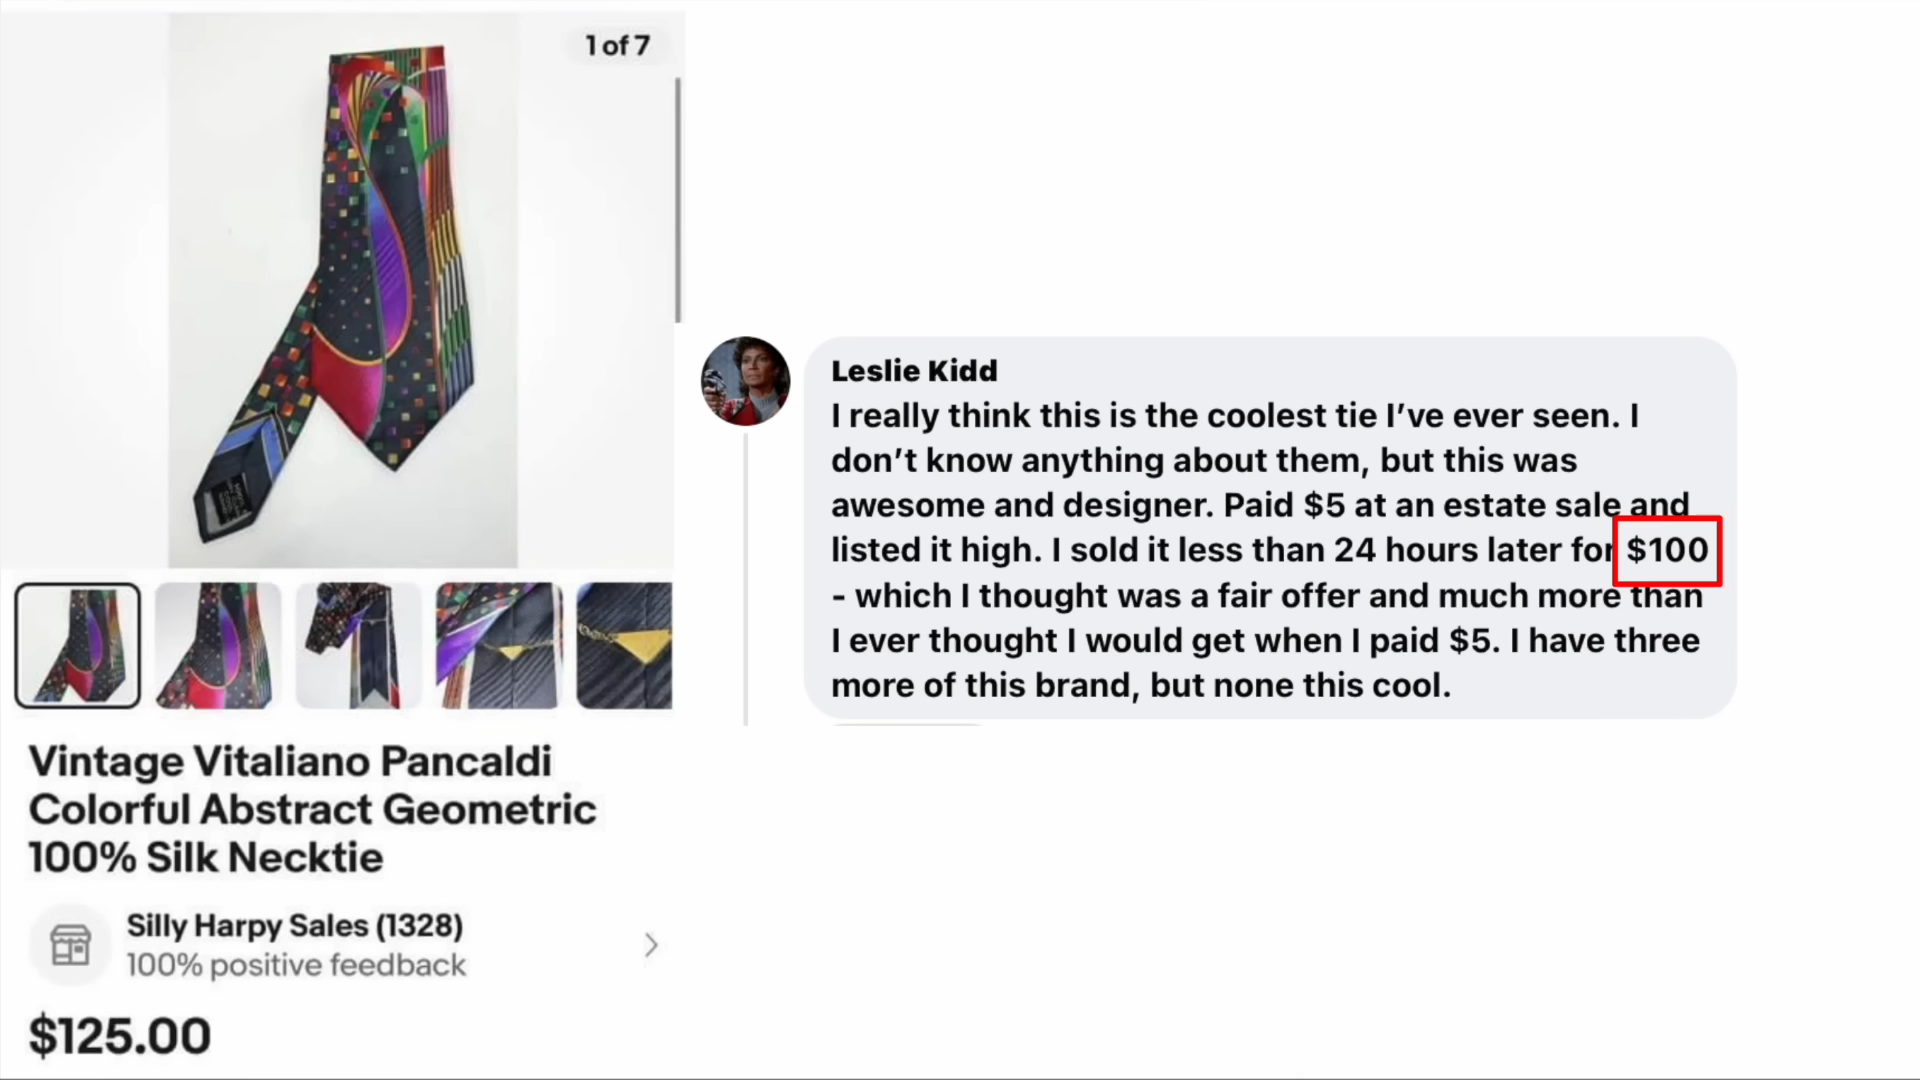 1 of 7
Vintage Vitaliano Pancaldi
Colorful Abstract Geometric
100% Silk Necktie
Silly Harpy Sales (1328)
100% positive feedback
$125.00
Leslie Kidd
I really think this is the coolest tie I’ve ever seen. I
don’t know anything about them, but this was
awesome and designer. Paid $5 at an estate sale and
listed it high. I sold it less than 24 hours later for $100
- which I thought was a fair offer and much more than
I ever thought I would get when I paid $5. I have three
more of this brand, but none this cool.